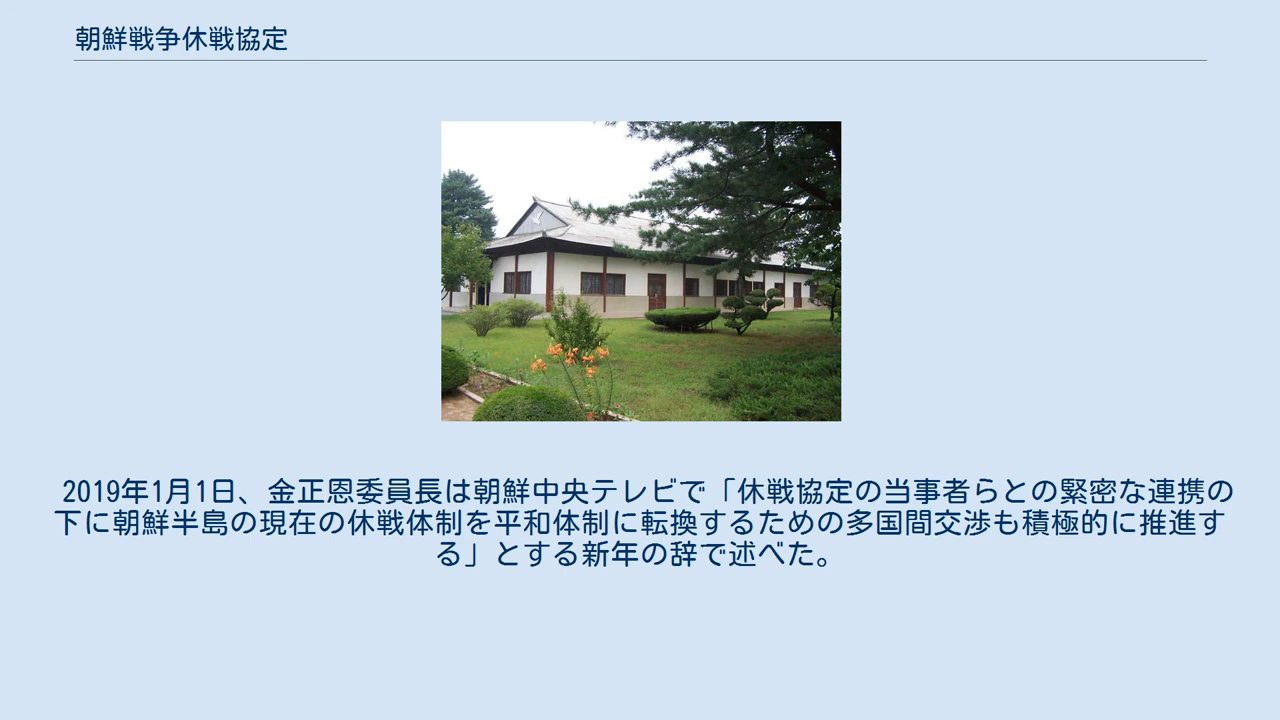 朝鮮戦争休戦協定
2019年1月1日、金正恩委員長は朝鮮中央テレビで「休戦協定の当事者らとの緊密な連携の
下に朝鮮半島の現在の休戦体制を平和体制に転換するための多国間交渉も積極的に推進す
る」とする新年の辞で述べた。